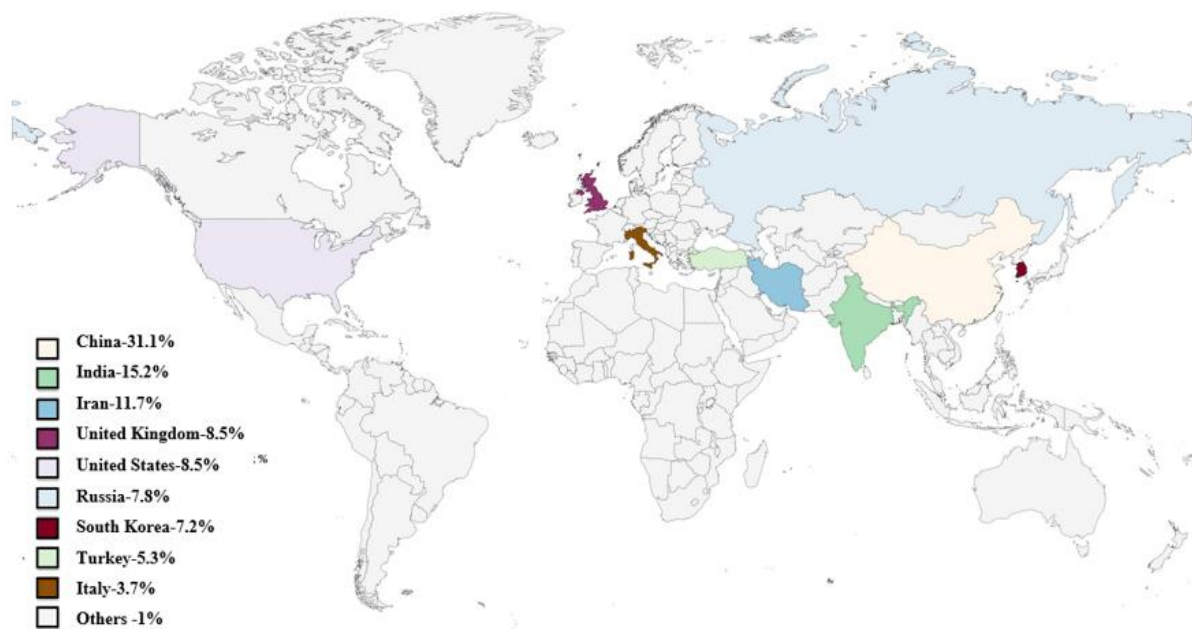 China-31.1%
India-15.2%
Iran-11.7%
United Kingdom-8.5%
United States-8.5%
Russia-7.8%
South Korea-7.2%
Turkey-5.3%
Italy-3.7%
Others -1%